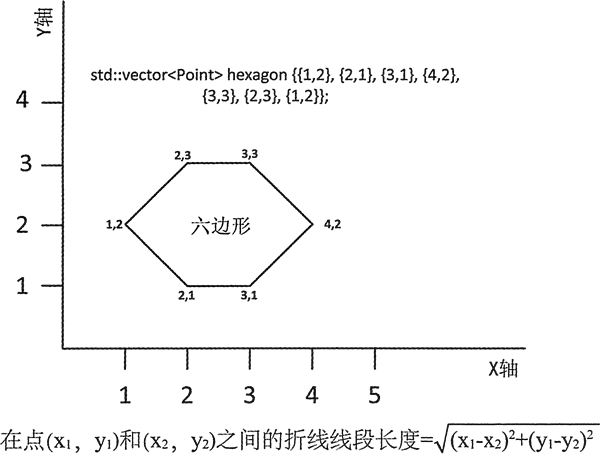 Y轴
std::vector<Point> hexagon {{1,2}, {2,1}, {3,1}, {4,2},
{3,3}, {2,3}, {1,2}};
4
3
2
1
2,3
3,3
1,2
六边形
4,2
2,1
3,1
X轴
1
2
3
4
5
在点(x₁，y₁)和(x₂，y₂)之间的折线线段长度=√(x₁-x₂)²+(y₁-y₂)²